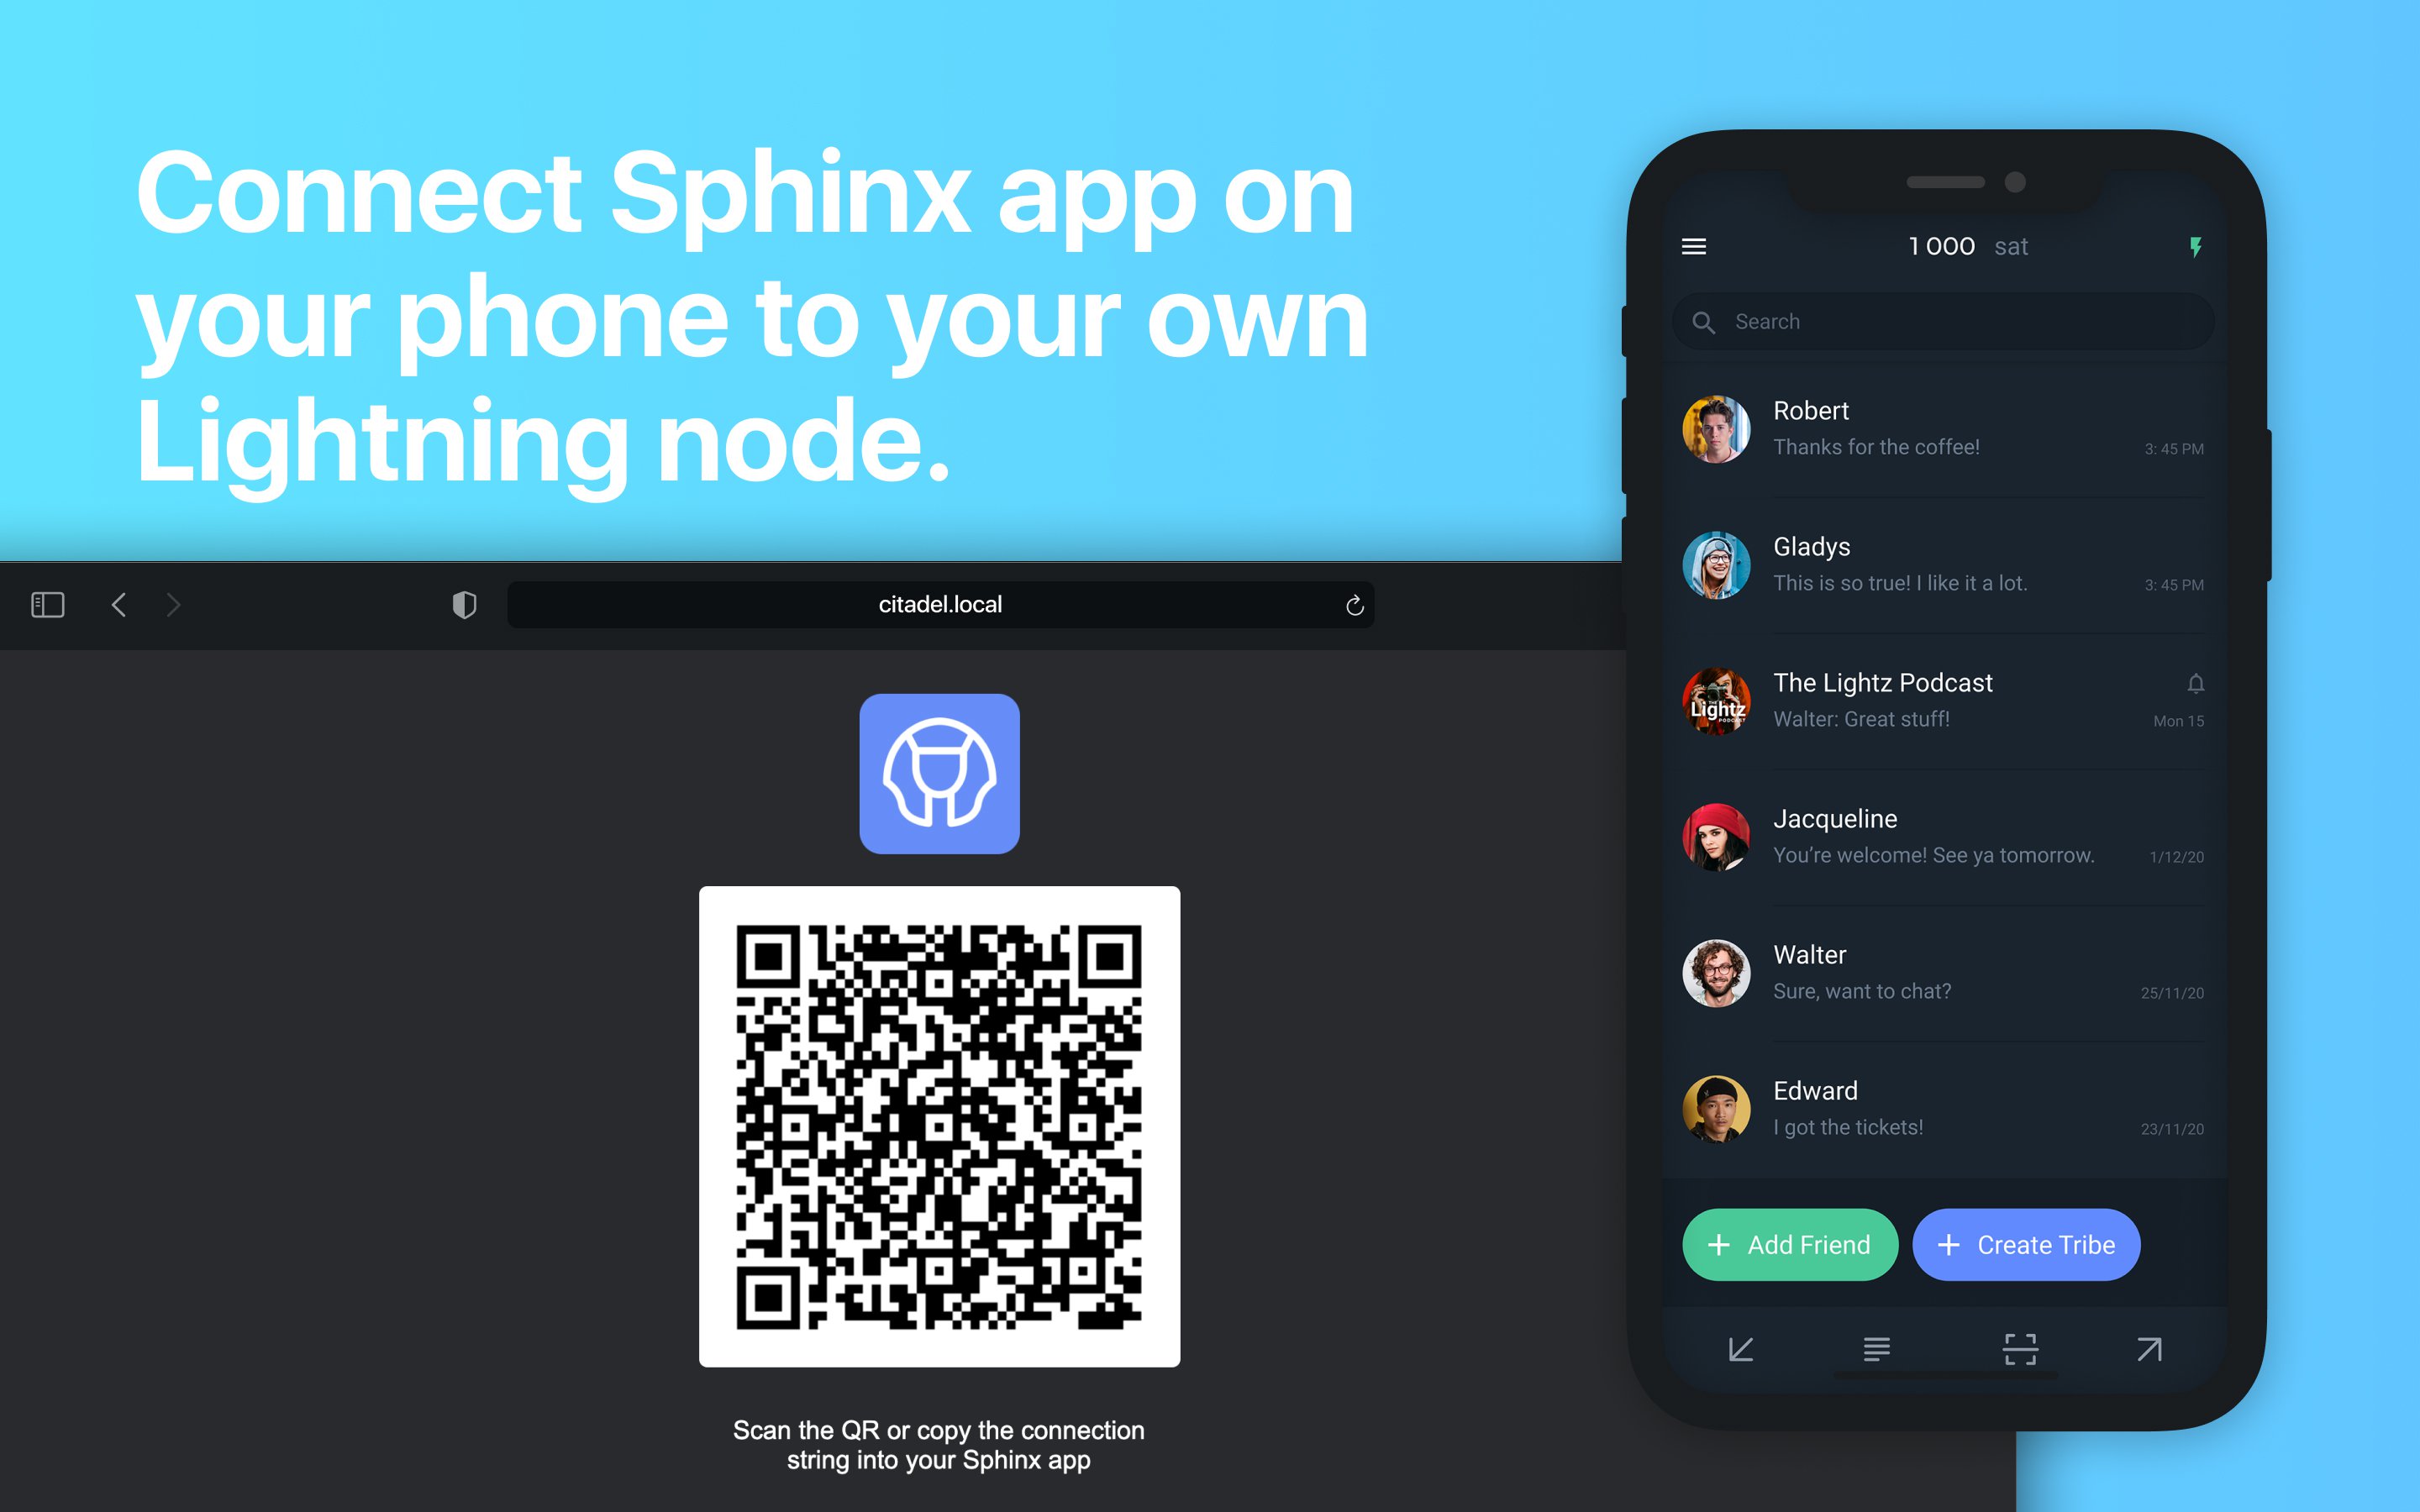 Connect Sphinx app on
your phone to your own
Lightning node.
citadel.local
Scan the QR or copy the connection
string into your Sphinx app
1 000 sat
Search
Robert
Thanks for the coffee!
3: 45 PM
Gladys
This is so true! I like it a lot.
3: 45 PM
Lightz
PODCAST
The Lightz Podcast
Walter: Great stuff!
Mon 15
Jacqueline
You’re welcome! See ya tomorrow.
1/12/20
Walter
Sure, want to chat?
25/11/20
Edward
I got the tickets!
23/11/20
+ Add Friend
+ Create Tribe